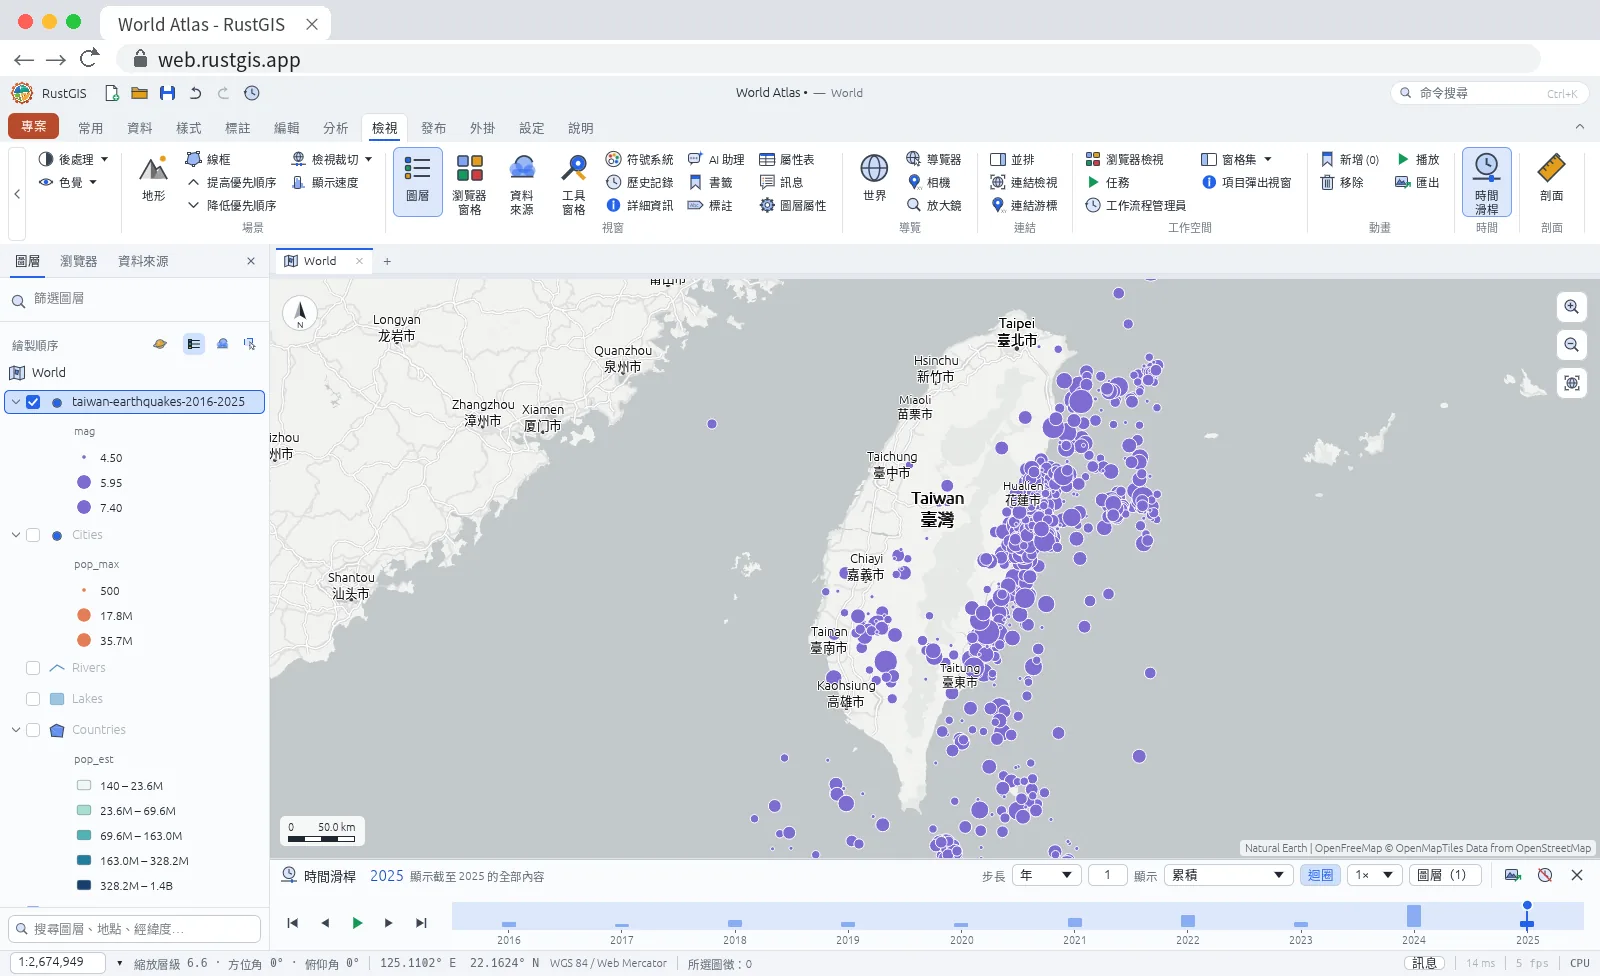 World Atlas - RustGIS
web.rustgis.app
RustGIS
World Atlas • — World
命令搜尋 Ctrl+K
專案 常用 資料 樣式 標註 編輯 分析 檢視 發布 外掛 設定 說明
後處理
色覺
地形
線框
提高優先順序
降低優先順序
檢視裁切
顯示速度
場景
圖層
瀏覽器
窗格
資料
來源
工具
窗格
符號系統
歷史記錄
詳細資訊
AI 助理
書籤
標註
屬性表
訊息
圖層屬性
視窗
世界
導覽器
相機
放大鏡
導覽
並排
連結檢視
連結游標
連結
瀏覽器檢視
任務
工作流程管理員
窗格集
項目彈出視窗
工作空間
新增 (0)
移除
播放
匯出
動畫
時間
滑桿
時間
剖面
剖面
圖層 瀏覽器 資料來源
World
篩選圖層
繪製順序
World
taiwan-earthquakes-2016-2025
mag
4.50
5.95
7.40
Cities
pop_max
500
17.8M
35.7M
Rivers
Lakes
Countries
pop_est
140 – 23.6M
23.6M – 69.6M
69.6M – 163.0M
163.0M – 328.2M
328.2M – 1.4B
搜尋圖層、地點、經緯度…
莆田市
Longyan
龙岩市
Quanzhou
泉州市
Zhangzhou
漳州市
Xiamen
厦门市
izhou
州市
Shantou
汕头市
Taipei
臺北市
Hsinchu
新竹市
Miaoli
苗栗市
Taichung
臺中市
Taiwan
臺灣
Hualien
花蓮市
Chiayi
嘉義市
Tainan
臺南市
Taitung
臺東市
Kaohsiung
高雄市
N
0 50.0 km
Natural Earth | OpenFreeMap © OpenMapTiles Data from OpenStreetMap
時間滑桿 2025 顯示截至 2025 的全部內容
步長 年 1 顯示 累積 迴圈 1× 圖層 (1)
2016 2017 2018 2019 2020 2021 2022 2023 2024 2025
1:2,674,949 縮放層級 6.6 · 方位角 0° · 俯仰角 0° 125.1102° E 22.1624° N WGS 84 / Web Mercator 所選圖徵：0
訊息 14 ms 5 fps CPU